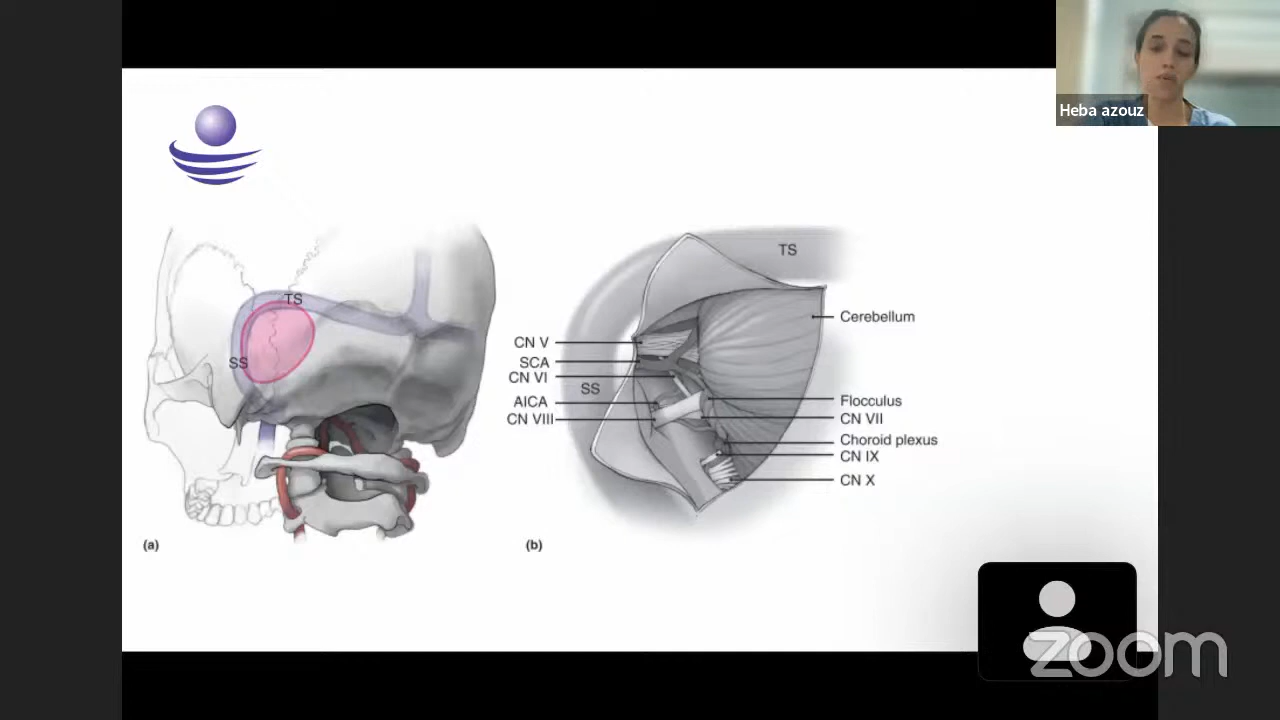 Heba azouz
TS
SS
(a)
TS
CN V
SCA
CN VI
SS
AICA
CN VIII
Cerebellum
Flocculus
CN VII
Choroid plexus
CN IX
CN X
(b)
zoom